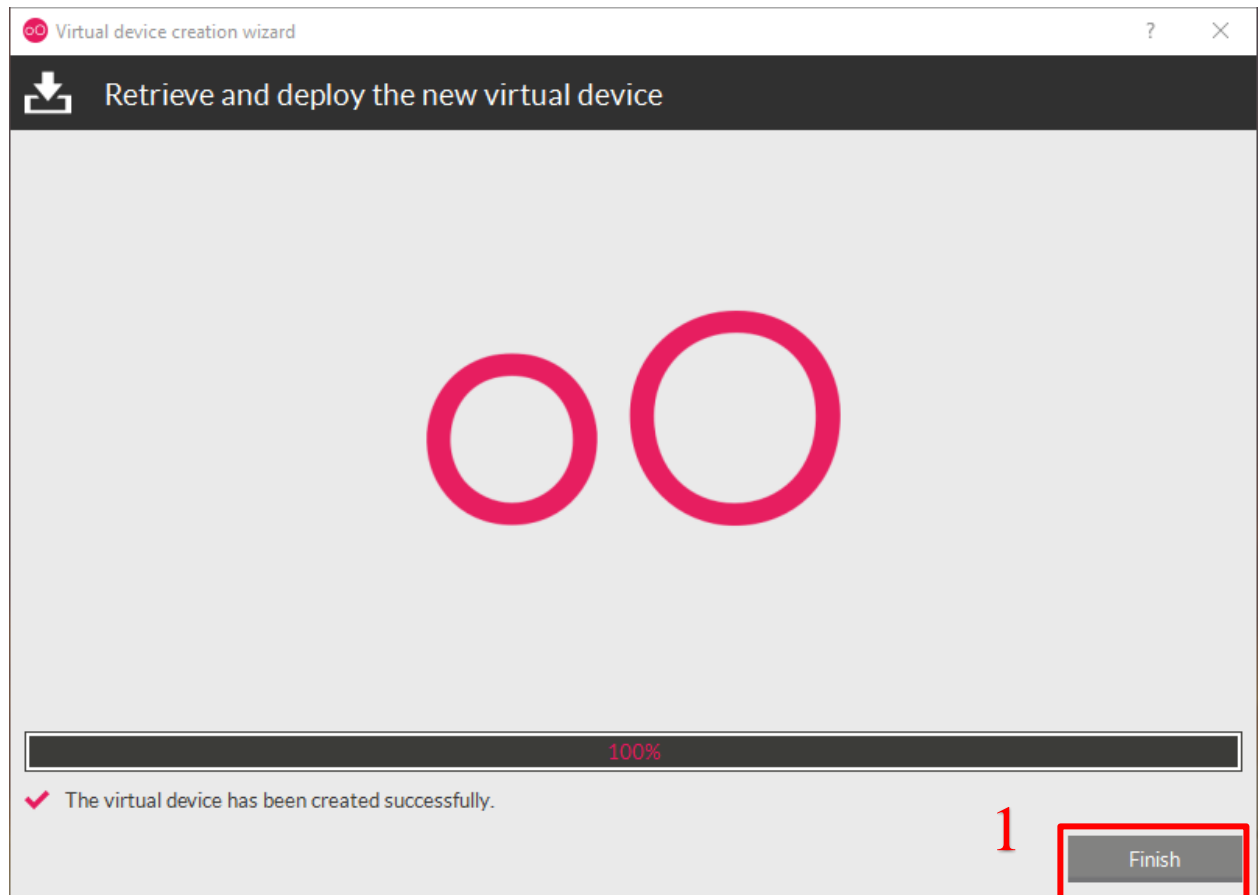 Virtual device creation wizard
?
Retrieve and deploy the new virtual device
100%
The virtual device has been created successfully.
1
Finish